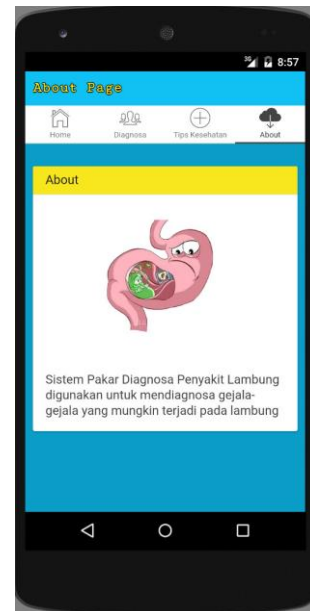 3G 8:57
About Page
Home Diagnosa Tips Kesehatan About
About
Sistem Pakar Diagnosa Penyakit Lambung
digunakan untuk mendiagnosa gejala-
gejala yang mungkin terjadi pada lambung